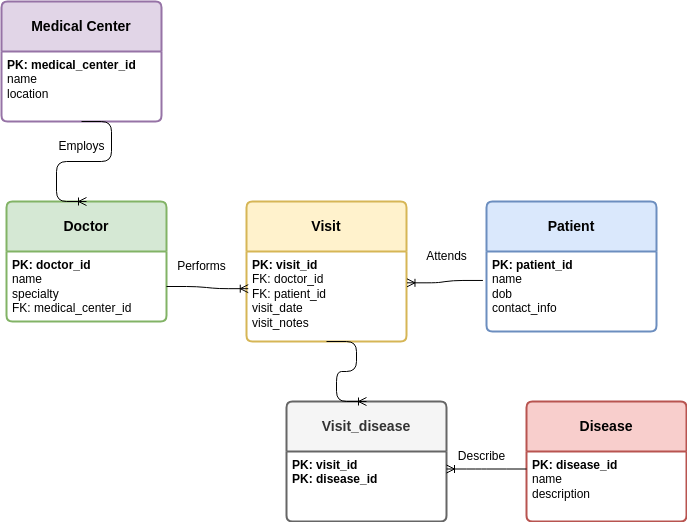 Medical Center
PK: medical_center_id
name
location
Employs
Doctor
PK: doctor_id
name
specialty
FK: medical_center_id
Performs
Visit
PK: visit_id
FK: doctor_id
FK: patient_id
visit_date
visit_notes
Attends
Patient
PK: patient_id
name
dob
contact_info
Visit_disease
PK: visit_id
PK: disease_id
Describe
Disease
PK: disease_id
name
description